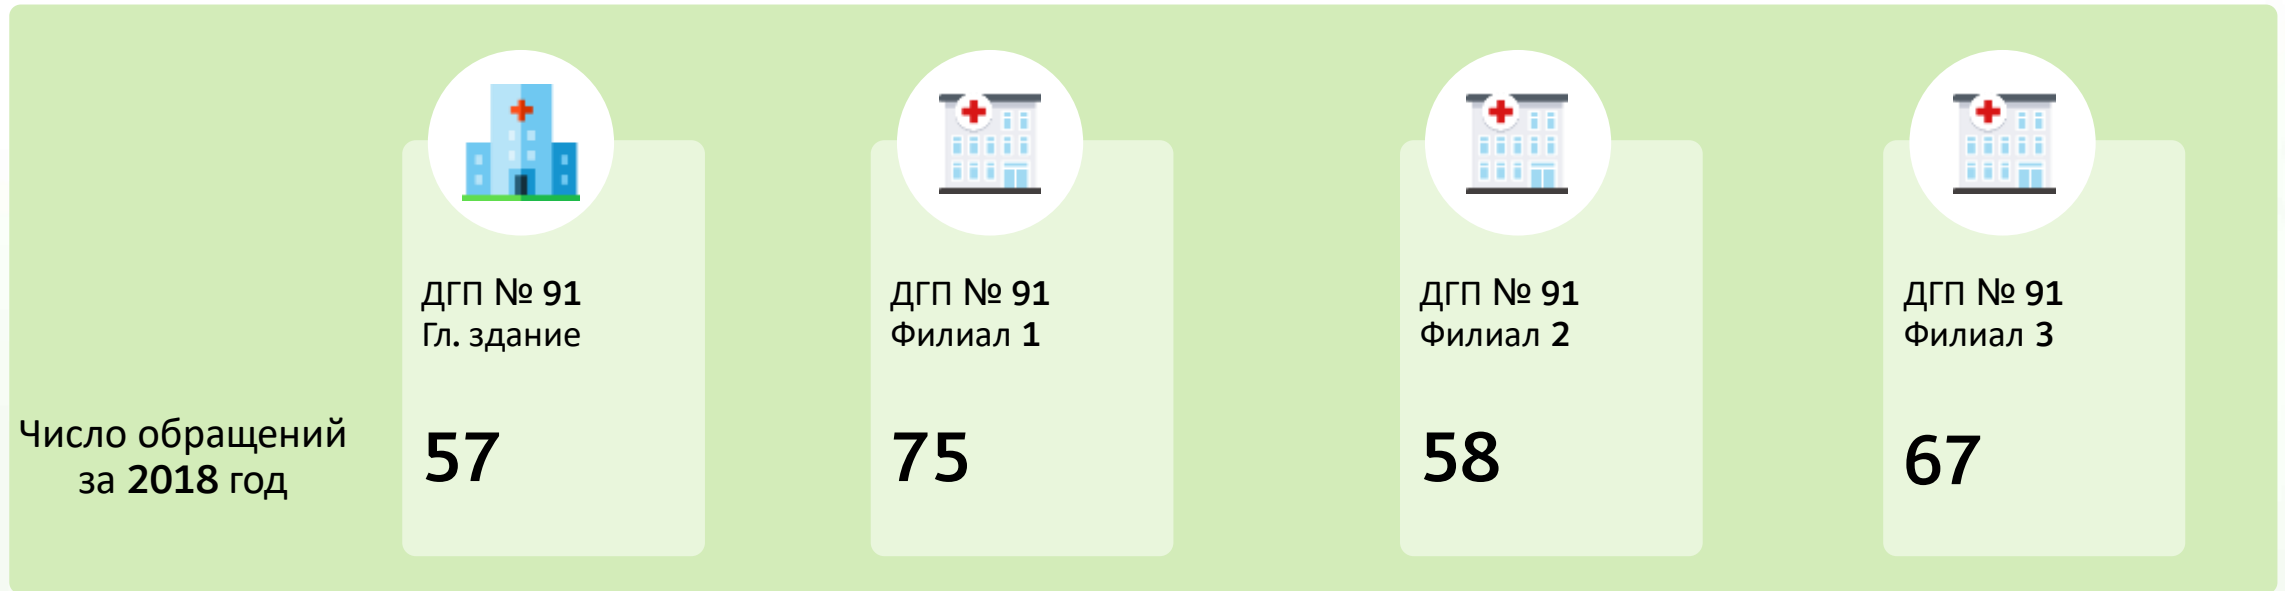 ДГП № 91
Гл. здание
ДГП № 91
Филиал 1
ДГП № 91
Филиал 2
ДГП № 91
Филиал 3
Число обращений
за 2018 год
57
75
58
67